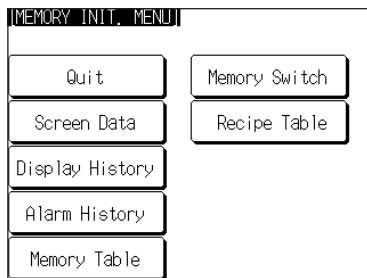 [MEMORY INIT. MENU]
Quit
Memory Switch
Screen Data
Recipe Table
Display History
Alarm History
Memory Table